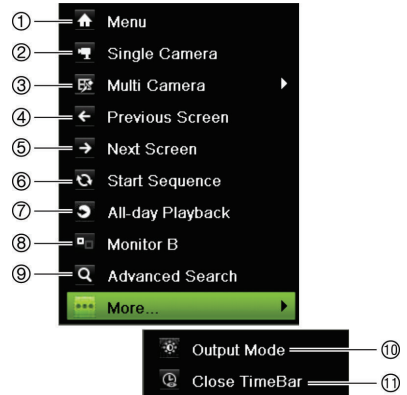 ① Menu
② Single Camera
③ Multi Camera
④ Previous Screen
⑤ Next Screen
⑥ Start Sequence
⑦ All-day Playback
⑧ Monitor B
⑨ Advanced Search
More...
Output Mode ⑩
Close TimeBar ⑪